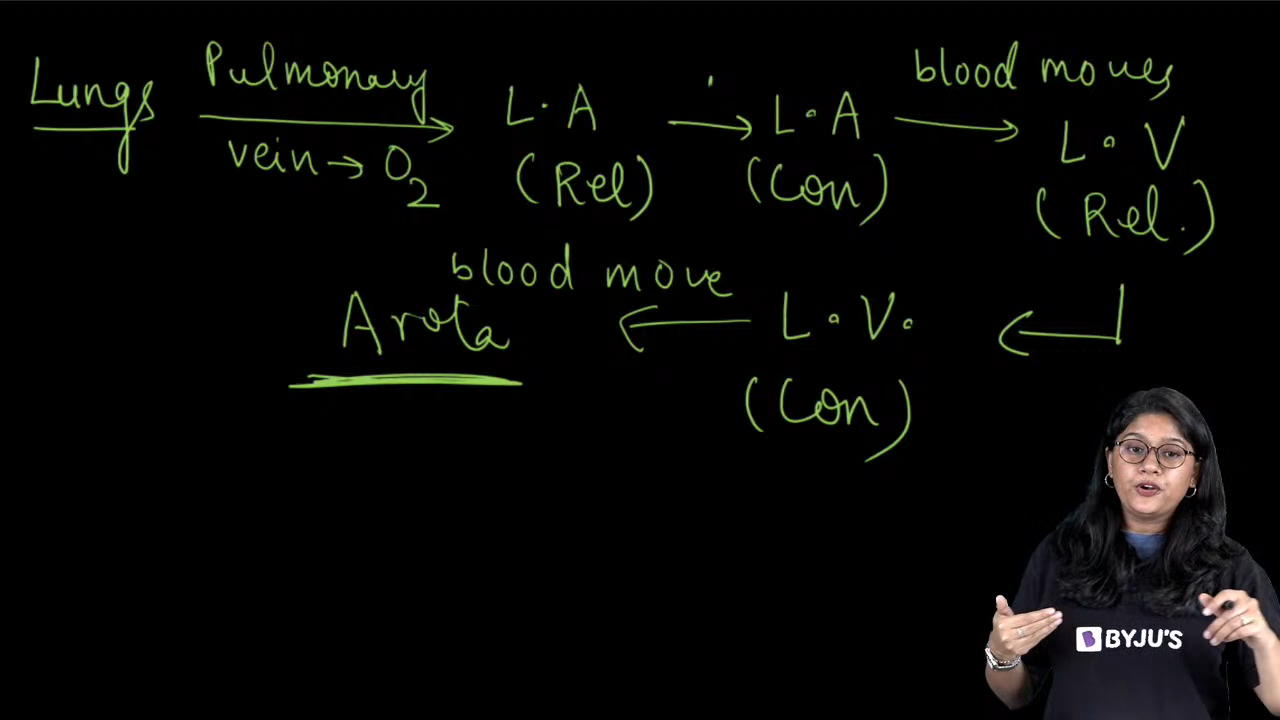 Lungs Pulmonary vein → O2 → L.A (Rel) → L.A (Con) → blood moves L.V (Rel.)
blood move
Arota ← L.V. ←
(Con)
BYJU'S